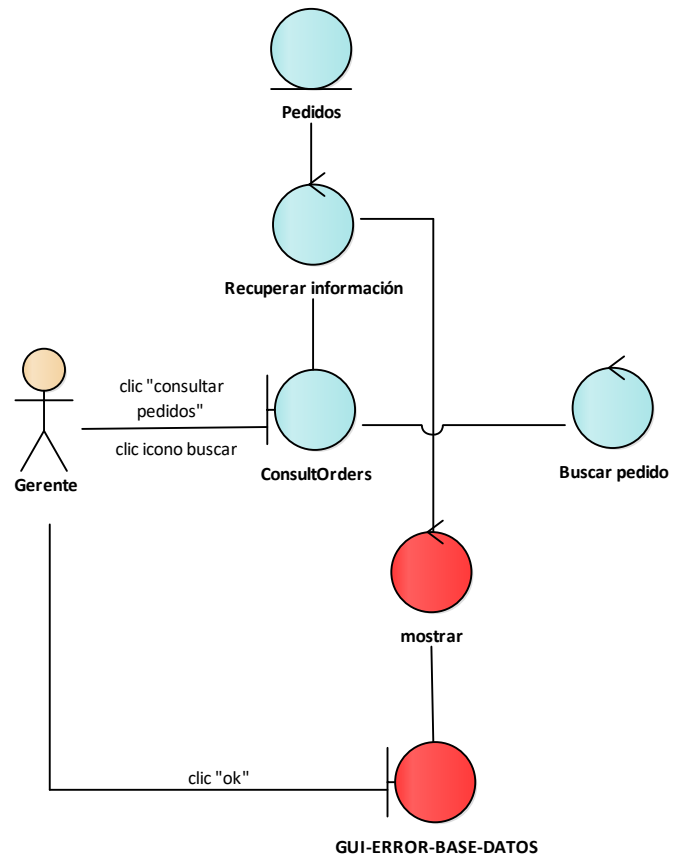 Pedidos
Recuperar información
clic "consultar
pedidos"
clic icono buscar
Gerente
ConsultOrders
Buscar pedido
mostrar
clic "ok"
GUI-ERROR-BASE-DATOS